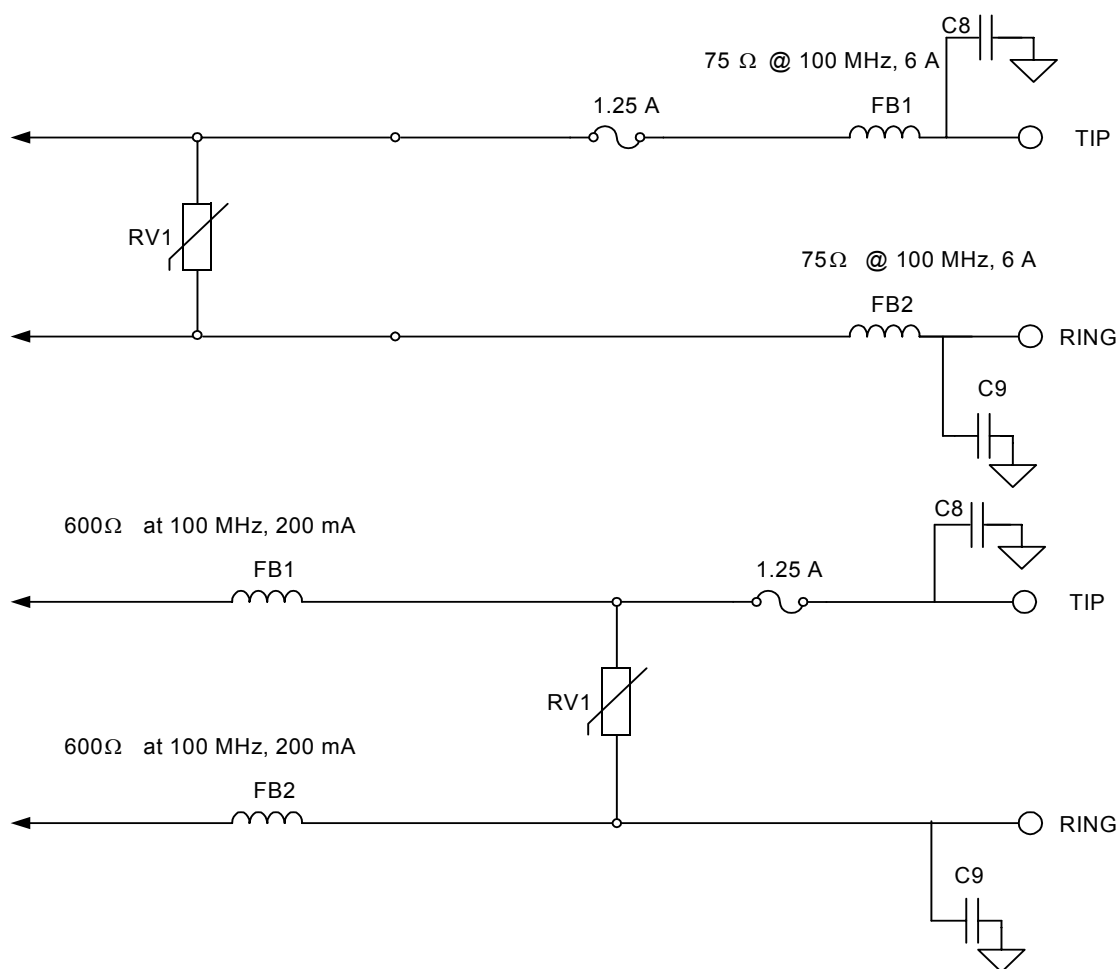 C8
75 Ω @ 100 MHz, 6 A
1.25 A
FB1
TIP
RV1
75Ω @ 100 MHz, 6 A
FB2
RING
C9
600Ω at 100 MHz, 200 mA
C8
FB1
1.25 A
TIP
RV1
600Ω at 100 MHz, 200 mA
FB2
RING
C9